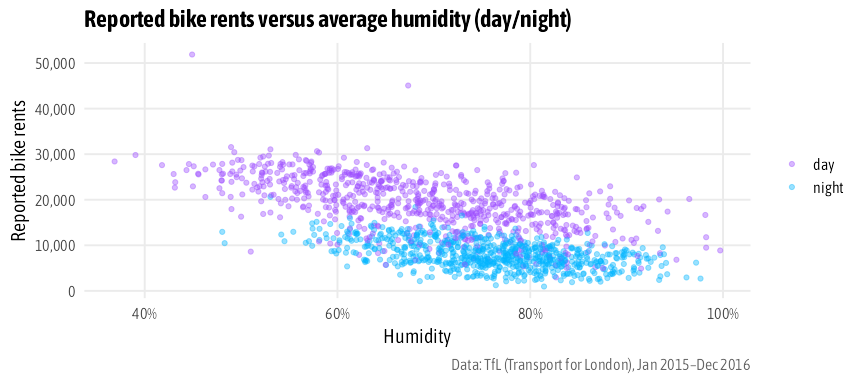 Reported bike rents versus average humidity (day/night)
Reported bike rents
50,000
40,000
30,000
20,000
10,000
0
40%
60%
80%
100%
Humidity
day
night
Data: TfL (Transport for London), Jan 2015–Dec 2016